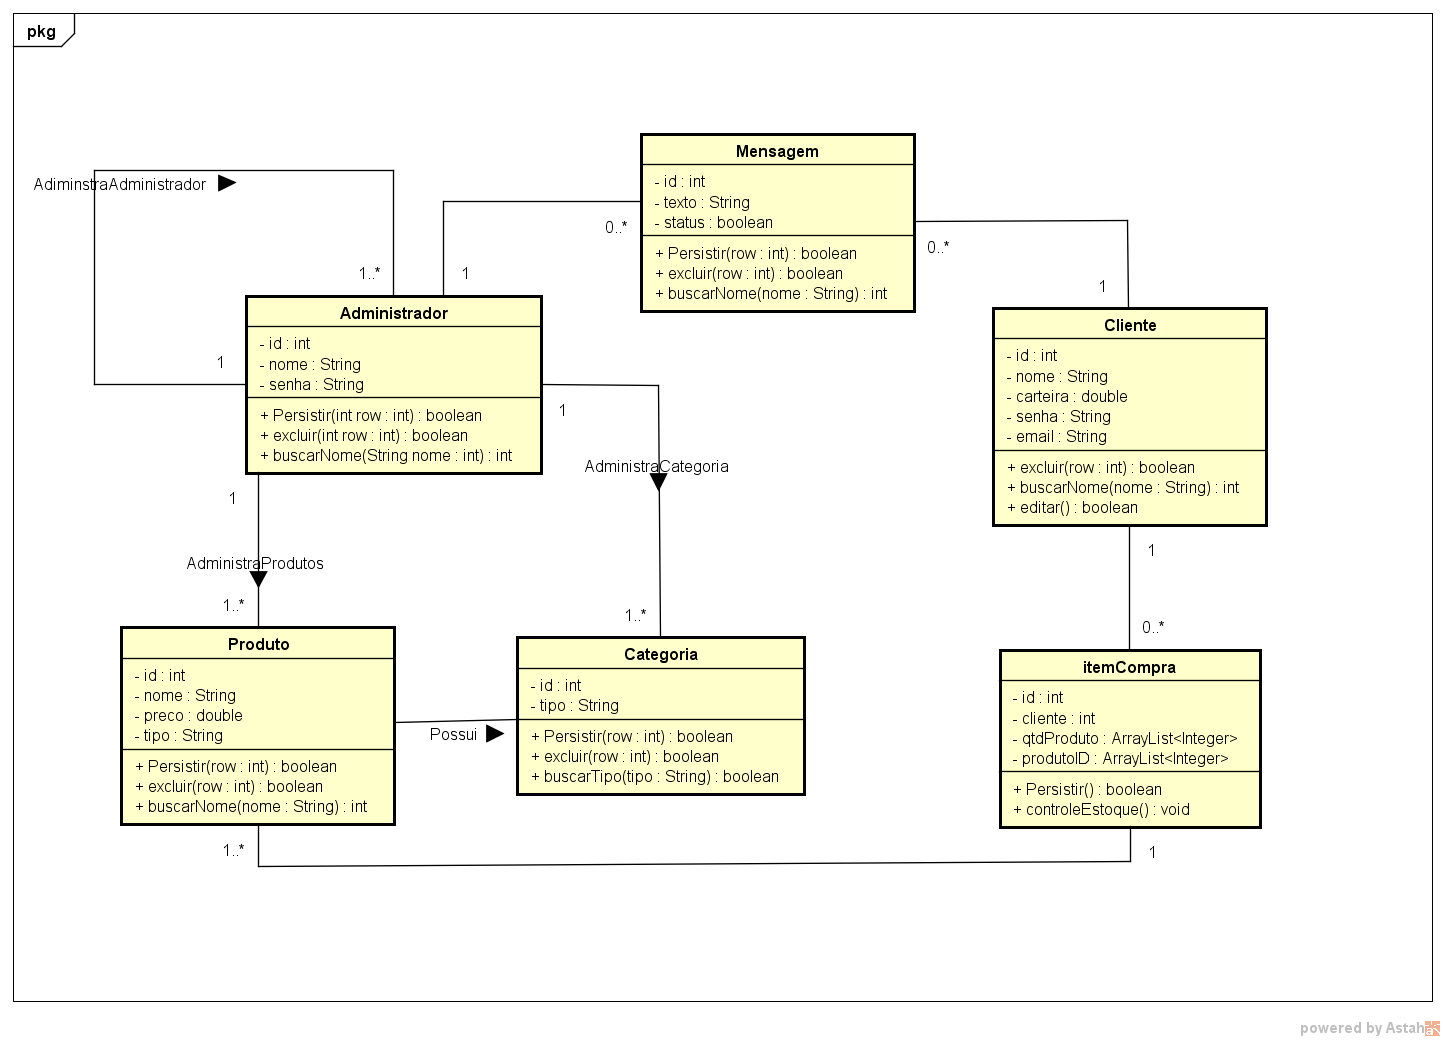 pkg
Mensagem
- id : int
- texto : String
- status : boolean
+ Persistir(row : int) : boolean
+ excluir(row : int) : boolean
+ buscarNome(nome : String) : int
AdiminstraAdministrador
1..*
1
0..*
0..*
1
1
Administrador
- id : int
- nome : String
- senha : String
+ Persistir(int row : int) : boolean
+ excluir(int row : int) : boolean
+ buscarNome(String nome : int) : int
Cliente
- id : int
- nome : String
- carteira : double
- senha : String
- email : String
+ excluir(row : int) : boolean
+ buscarNome(nome : String) : int
+ editar() : boolean
1
AdministraCategoria
1..*
1
AdministraProdutos
1..*
1
0..*
Produto
- id : int
- nome : String
- preco : double
- tipo : String
+ Persistir(row : int) : boolean
+ excluir(row : int) : boolean
+ buscarNome(nome : String) : int
Possui
Categoria
- id : int
- tipo : String
+ Persistir(row : int) : boolean
+ excluir(row : int) : boolean
+ buscarTipo(tipo : String) : boolean
itemCompra
- id : int
- cliente : int
- qtdProduto : ArrayList<Integer>
- produtoID : ArrayList<Integer>
+ Persistir() : boolean
+ controleEstoque() : void
1..*
1
powered by Astah